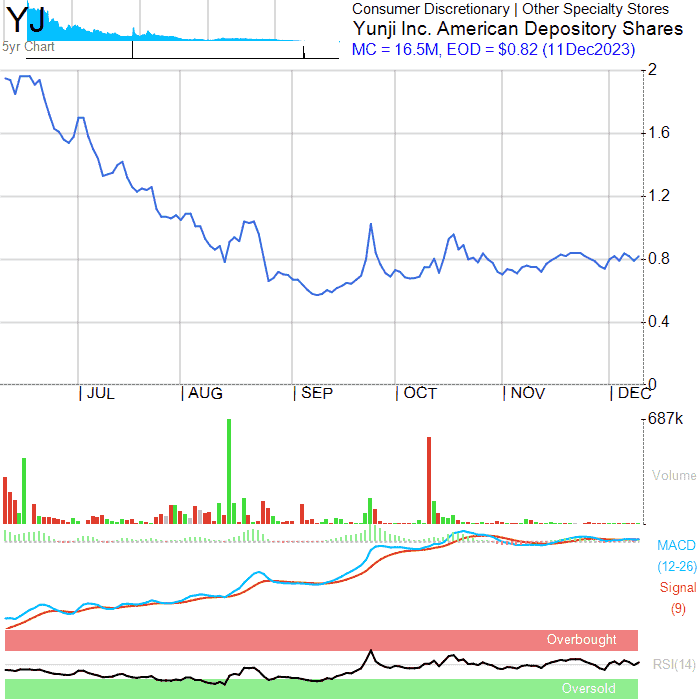 YJ
5yr Chart
Consumer Discretionary | Other Specialty Stores
Yunji Inc. American Depository Shares
MC = 16.5M, EOD = $0.82 (11Dec2023)
2
1.6
1.2
0.8
0.4
0
| JUL | AUG | SEP | OCT | NOV | DEC
687k
Volume
MACD
(12-26)
Signal
(9)
Overbought
RSI(14)
Oversold